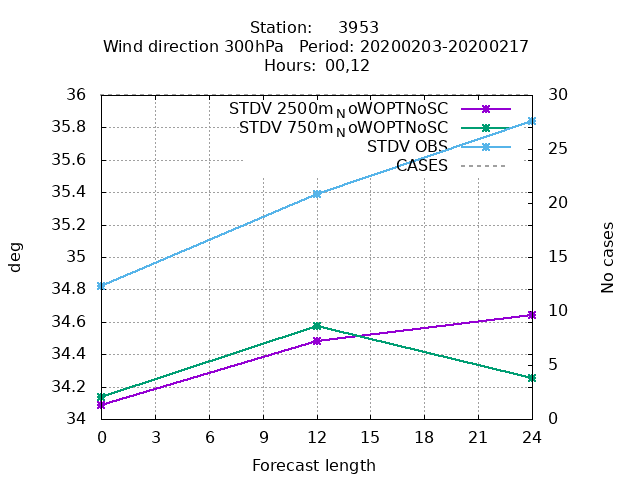 Station: 3953
Wind direction 300hPa Period: 20200203-20200217
Hours: 00,12
36
35.8
35.6
35.4
35.2
35
34.8
34.6
34.4
34.2
34
deg
STDV 2500m_NoWOPTNoSC
STDV 750m_NoWOPTNoSC
STDV OBS
CASES
30
25
20
15
10
5
0
No cases
0 3 6 9 12 15 18 21 24
Forecast length